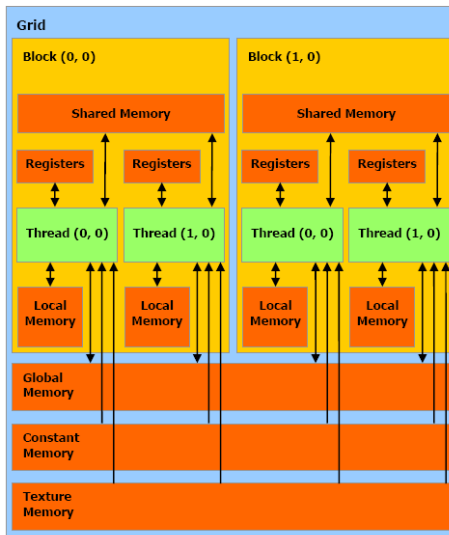 Grid
Block (0, 0)
Block (1, 0)
Shared Memory
Shared Memory
Registers
Registers
Registers
Registers
Thread (0, 0)
Thread (1, 0)
Thread (0, 0)
Thread (1, 0)
Local
Memory
Local
Memory
Local
Memory
Local
Memory
Global
Memory
Constant
Memory
Texture
Memory